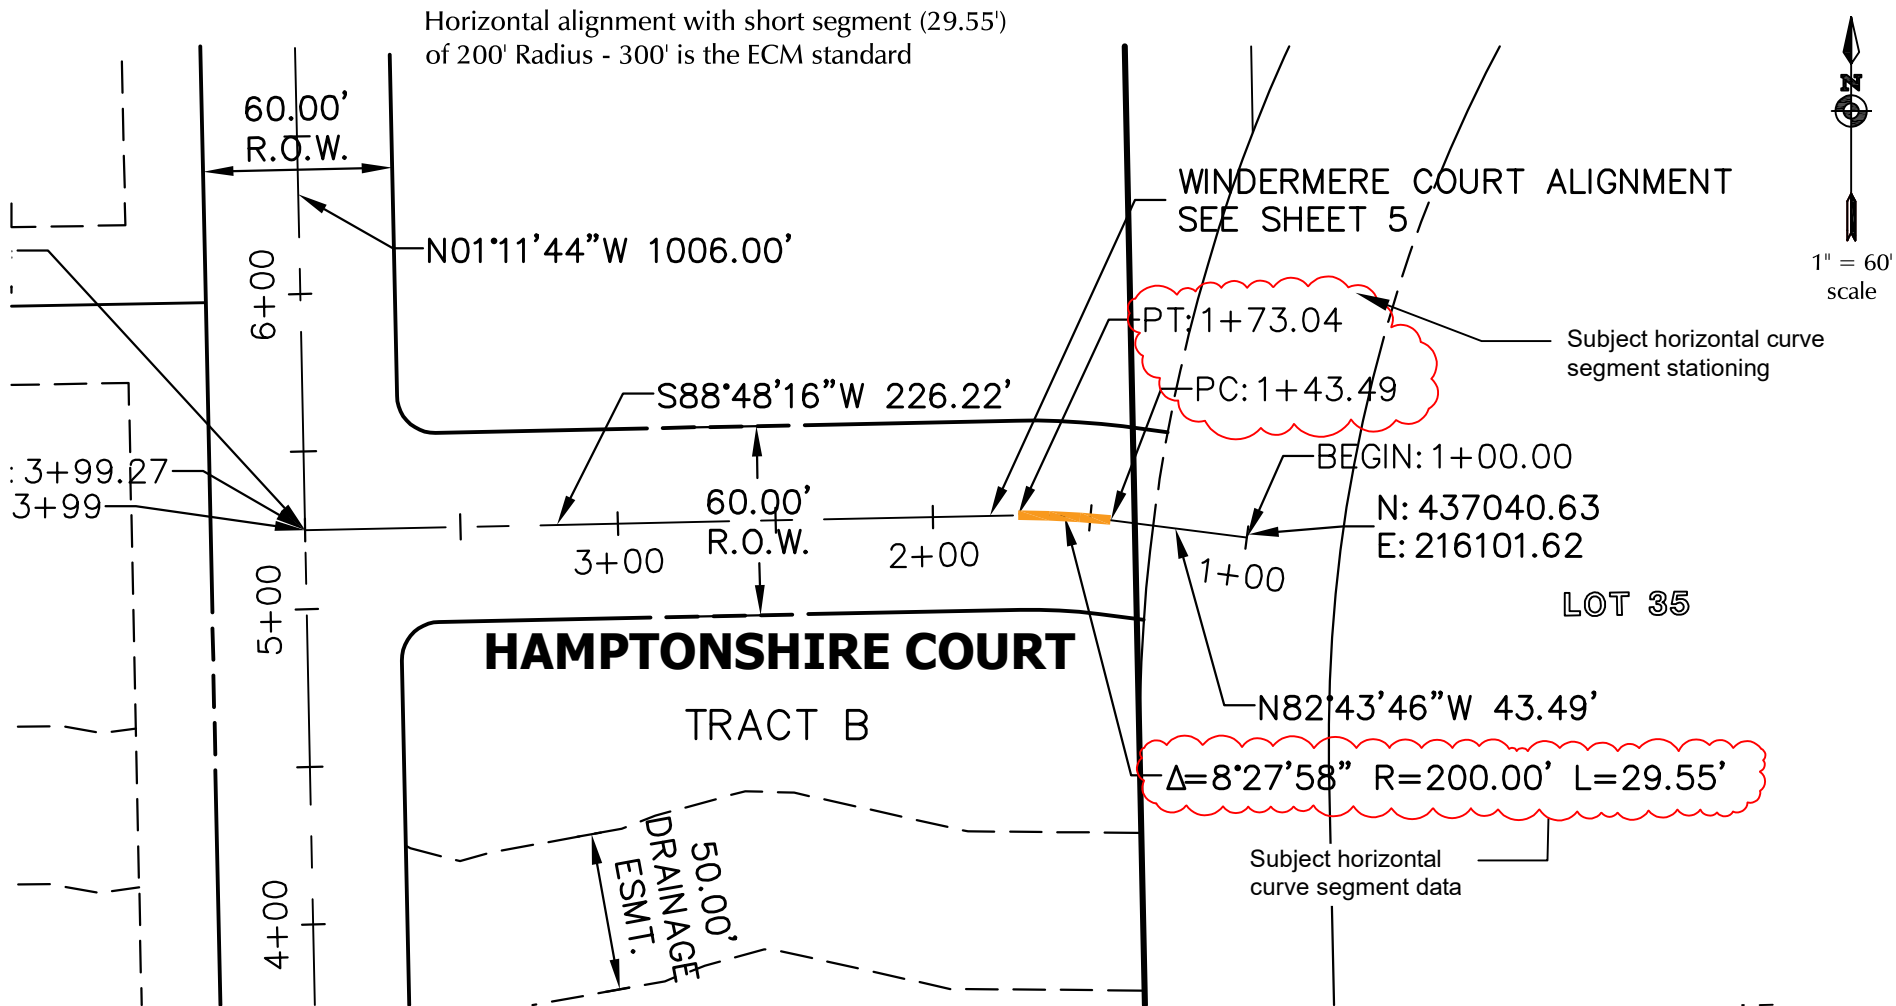 Horizontal alignment with short segment (29.55')
of 200' Radius - 300' is the ECM standard
60.00'
R.O.W.
N
1" = 60'
scale
WINDERMERE COURT ALIGNMENT
SEE SHEET 5
N01°11'44"W 1006.00'
6+00
PT: 1+73.04
Subject horizontal curve
segment stationing
PC: 1+43.49
S88°48'16"W 226.22'
BEGIN: 1+00.00
: 3+99.27
3+99
60.00'
R.O.W.
N: 437040.63
E: 216101.62
3+00
2+00
1+00
5+00
LOT 35
HAMPTONSHIRE COURT
TRACT B
N82°43'46"W 43.49'
Δ=8°27'58" R=200.00' L=29.55'
Subject horizontal
curve segment data
50.00'
DRAINAGE
ESMT.
4+00